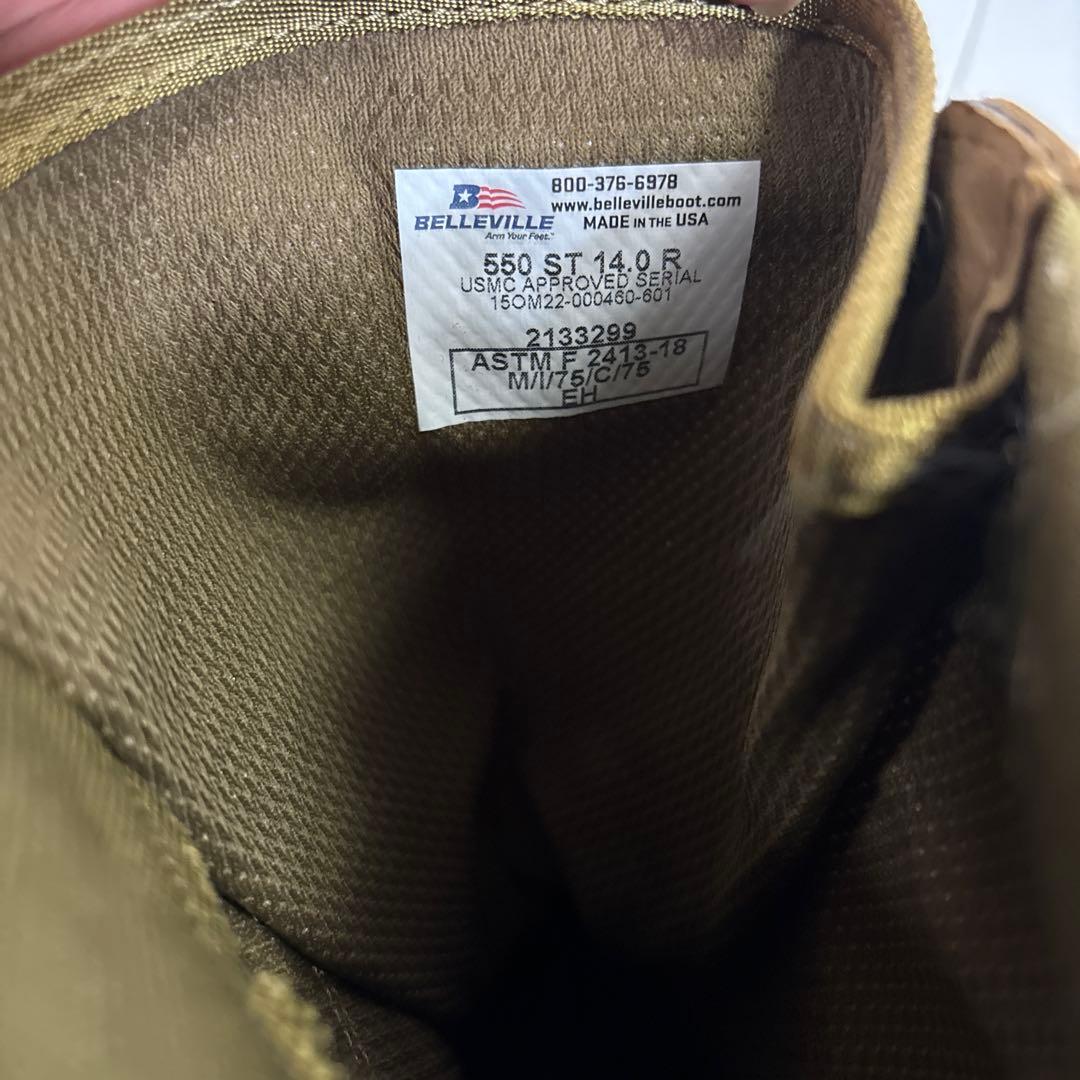 800-376-6978
www.bellevilleboot.com
MADE IN THE USA
B
BELLEVILLE
Arm Your Feet.™
550 ST 14.0 R
USMC APPROVED SERIAL
15OM22-000460-601
2133299
ASTM F 2413-18
M/I/75/C/75
EH